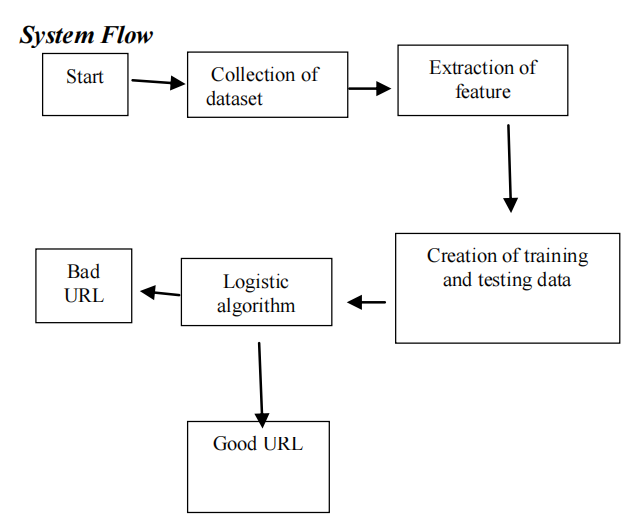 System Flow
Start
Collection of
dataset
Extraction of
feature
Creation of training
and testing data
Logistic
algorithm
Bad
URL
Good URL